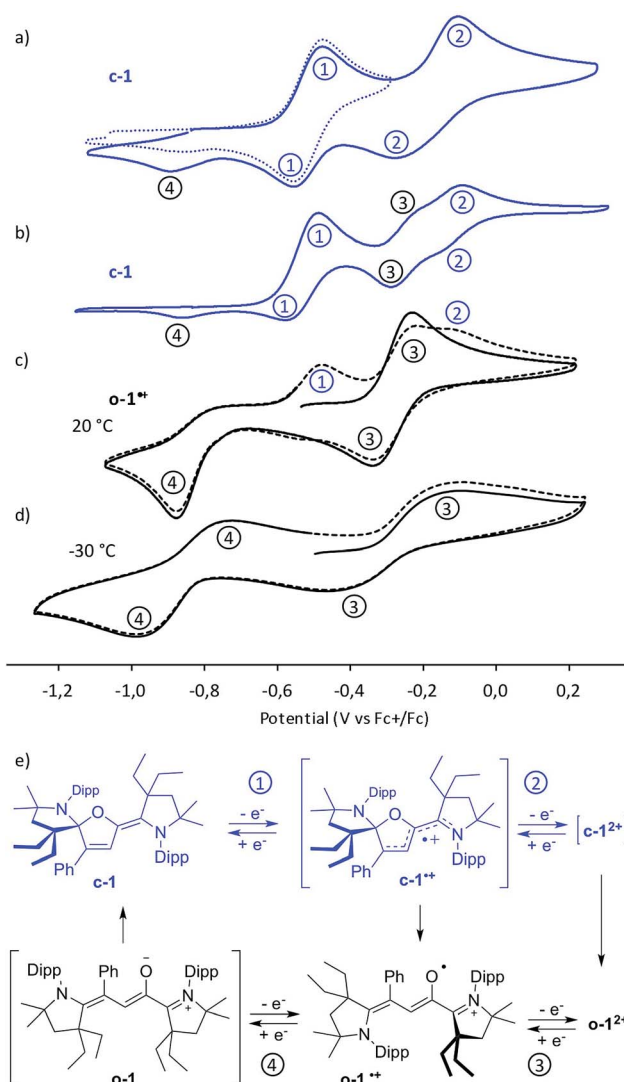 a)
c-1
1
2
1
2
4
b)
c-1
1
3
2
1
3
2
4
c)
o-1•+
20 °C
1
3
2
4
3
d)
-30 °C
4
3
4
3
-1,2 -1,0 -0,8 -0,6 -0,4 -0,2 0,0 0,2
Potential (V vs Fc+/Fc)
e)
Dipp
N
O
N
Dipp
Ph
c-1
1
- e-
+ e-
Dipp
N
O
•+
N
Dipp
Ph
c-1•+
2
- e-
+ e-
[c-12+
Dipp
N
Ph
O
-
Dipp
N
+
o-1
- e-
+ e-
4
Ph
O
•
Dipp
N
+
N
Dipp
o-1•+
- e-
+ e-
3
o-12+